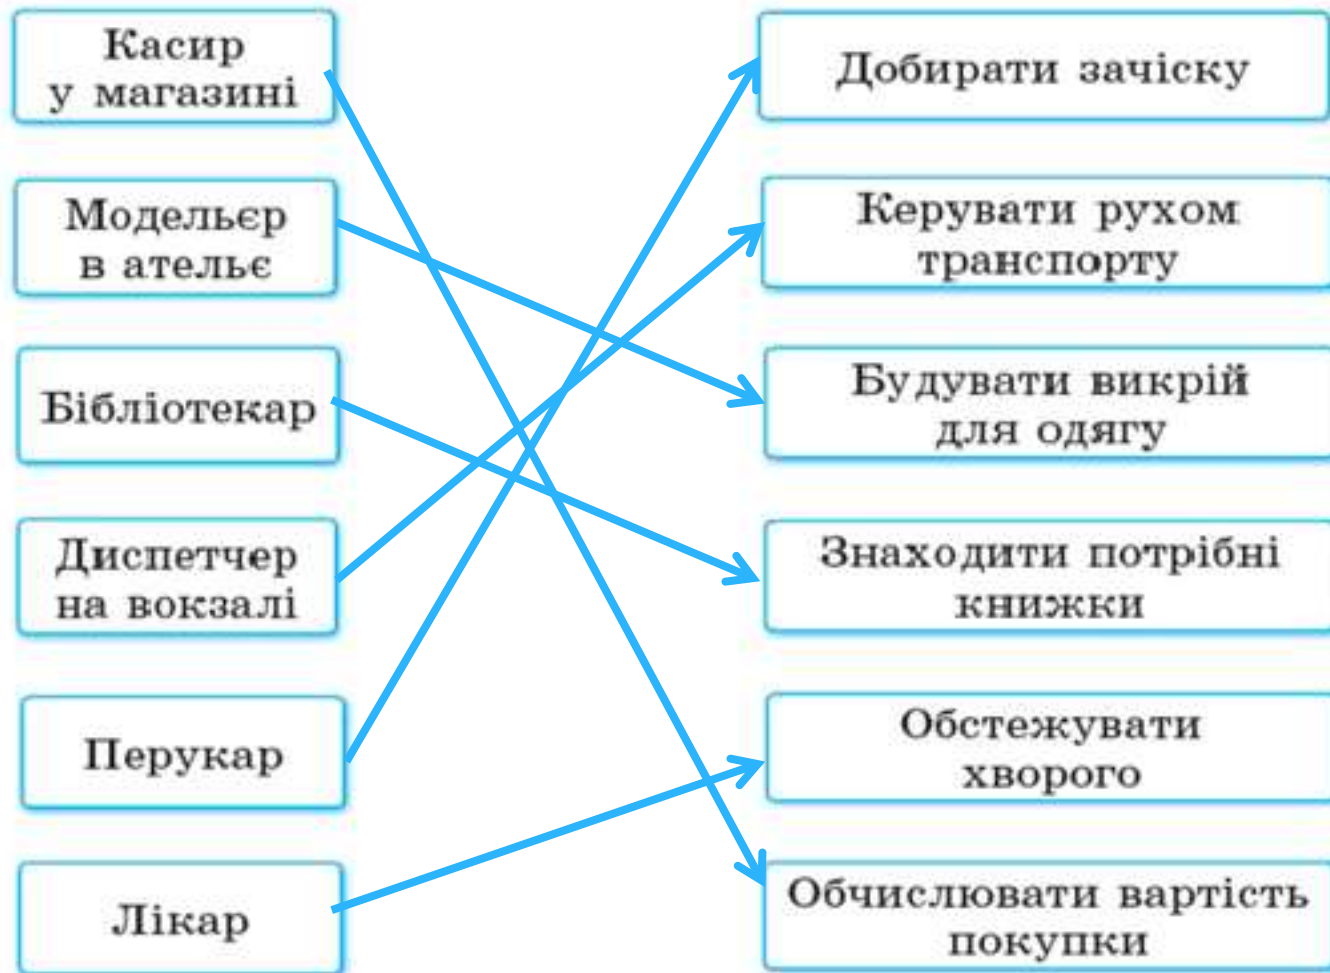 Касир
у магазині
Добирати зачіску
Модельєр
в ательє
Керувати рухом
транспорту
Бібліотекар
Будувати викрій
для одягу
Диспетчер
на вокзалі
Знаходити потрібні
книжки
Перукар
Обстежувати
хворого
Лікар
Обчислювати вартість
покупки